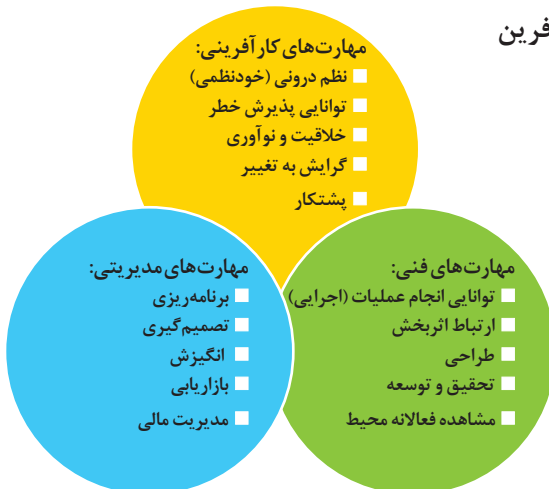 فرین
مهارت‌های کارآفرینی:
نظم درونی (خودنظمی)
توانایی پذیرش خطر
خلاقیت و نوآوری
گرایش به تغییر
پشتکار
مهارت‌های فنی:
توانایی انجام عملیات (اجرایی)
ارتباط اثربخش
طراحی
تحقیق و توسعه
مشاهده فعالانه محیط
مهارت‌های مدیریتی:
برنامه‌ریزی
تصمیم‌گیری
انگیزش
بازاریابی
مدیریت مالی